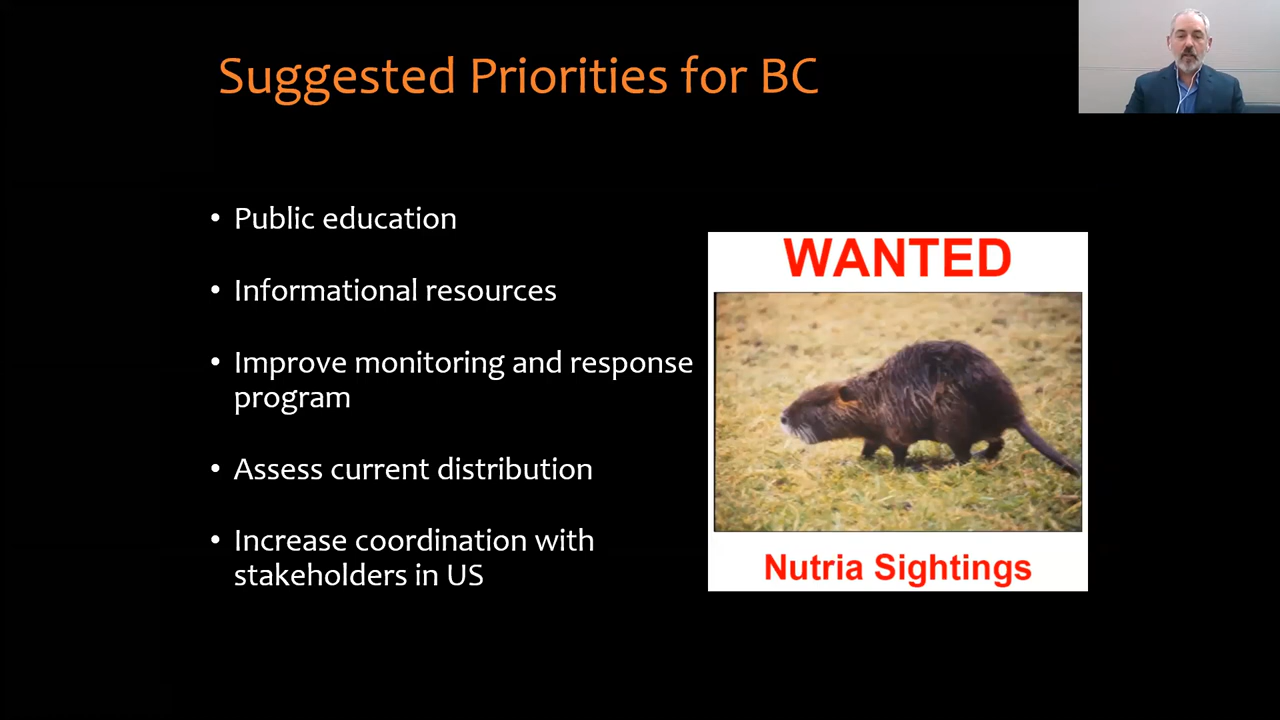 Suggested Priorities for BC
• Public education
• Informational resources
• Improve monitoring and response
program
• Assess current distribution
• Increase coordination with
stakeholders in US
WANTED
Nutria Sightings